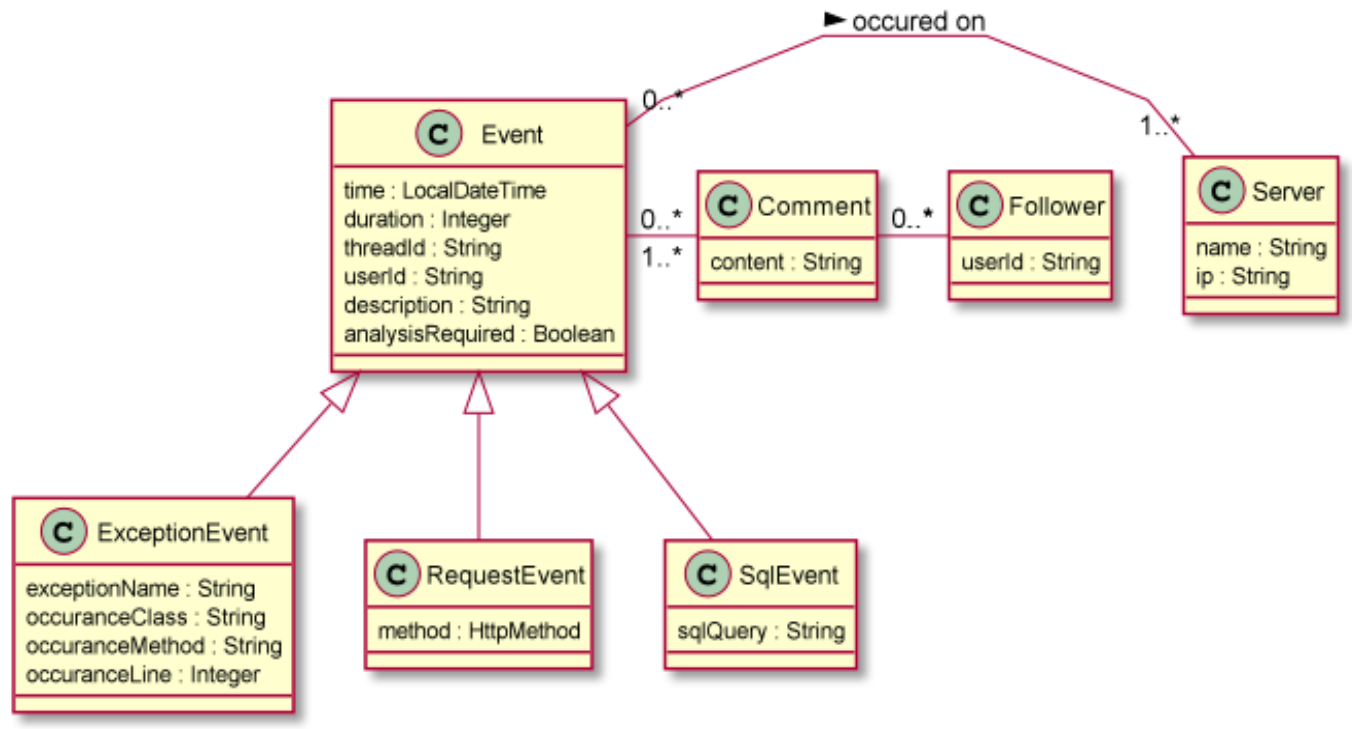 ► occured on
0..*
1..*
C Event
time : LocalDateTime
duration : Integer
threadId : String
userId : String
description : String
analysisRequired : Boolean
0..*
1..*
C Comment
content : String
0..*
C Follower
userId : String
C Server
name : String
ip : String
C ExceptionEvent
exceptionName : String
occuranceClass : String
occuranceMethod : String
occuranceLine : Integer
C RequestEvent
method : HttpMethod
C SqlEvent
sqlQuery : String